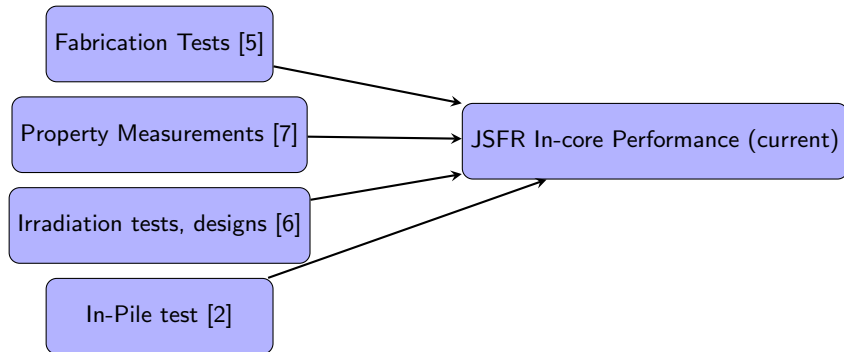 Fabrication Tests [5]
Property Measurements [7]
JSFR In-core Performance (current)
Irradiation tests, designs [6]
In-Pile test [2]